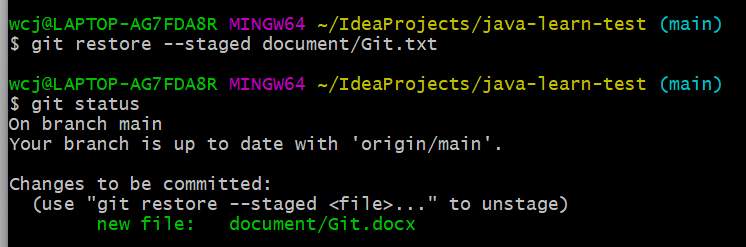 wcj@LAPTOP-AG7FDA8R MINGW64 ~/IdeaProjects/java-learn-test (main)
$ git restore --staged document/Git.txt
wcj@LAPTOP-AG7FDA8R MINGW64 ~/IdeaProjects/java-learn-test (main)
$ git status
On branch main
Your branch is up to date with 'origin/main'.
Changes to be committed:
  (use "git restore --staged <file>..." to unstage)
        new file:   document/Git.docx